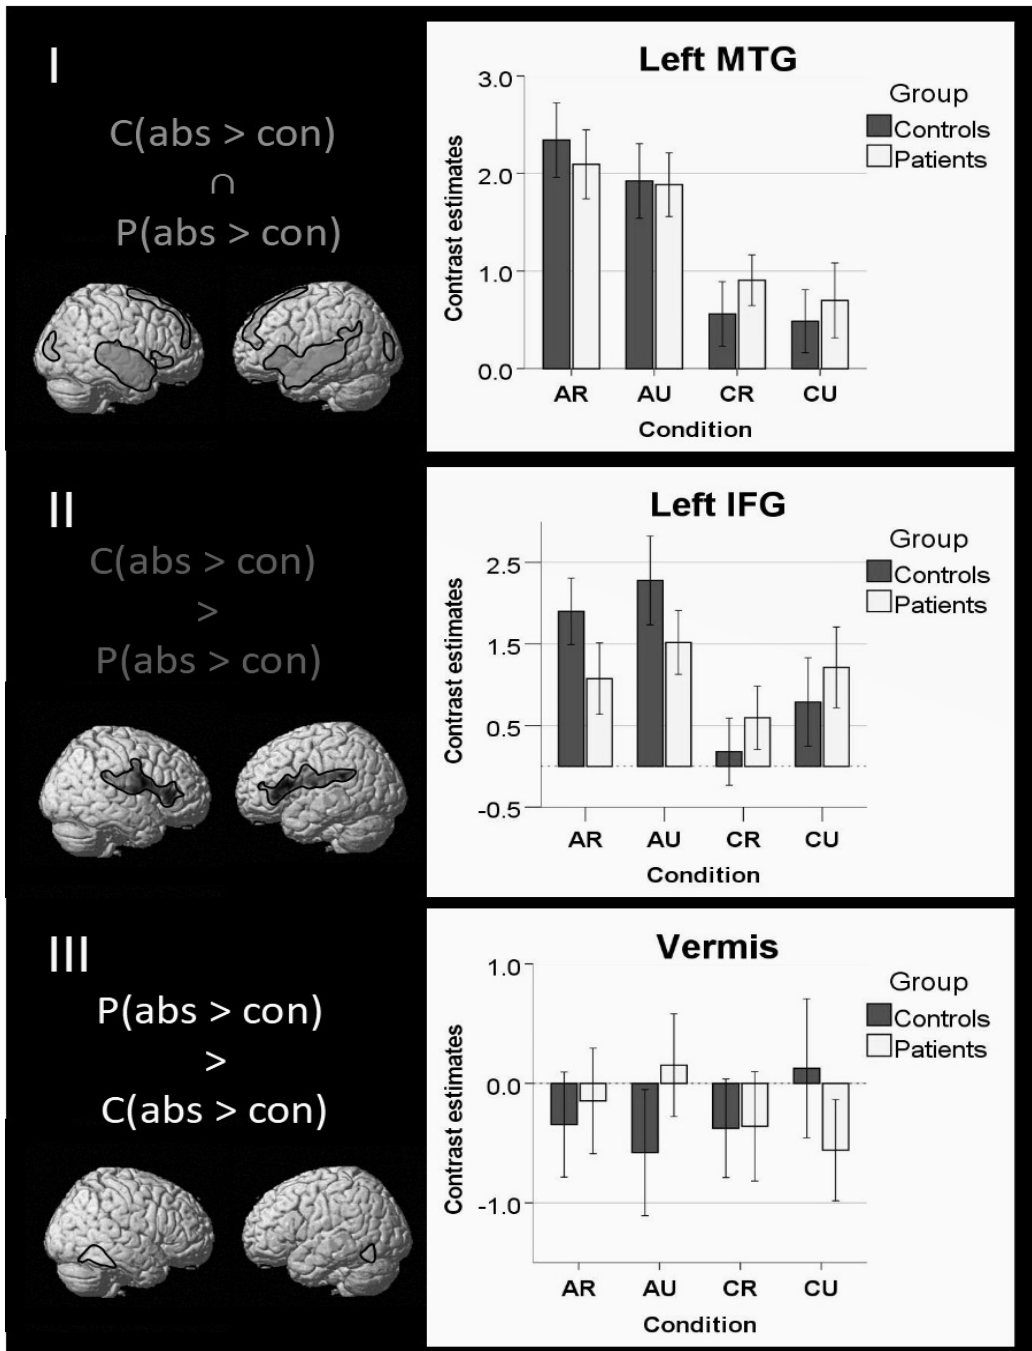 I
C(abs > con)
∩
P(abs > con)
Left MTG
Contrast estimates
3.0
2.0
1.0
0.0
AR AU CR CU
Condition
Group
Controls
Patients
II
C(abs > con)
>
P(abs > con)
Left IFG
Contrast estimates
2.5
1.5
0.5
-0.5
AR AU CR CU
Condition
Group
Controls
Patients
III
P(abs > con)
>
C(abs > con)
Vermis
Contrast estimates
1.0
0.0
-1.0
AR AU CR CU
Condition
Group
Controls
Patients